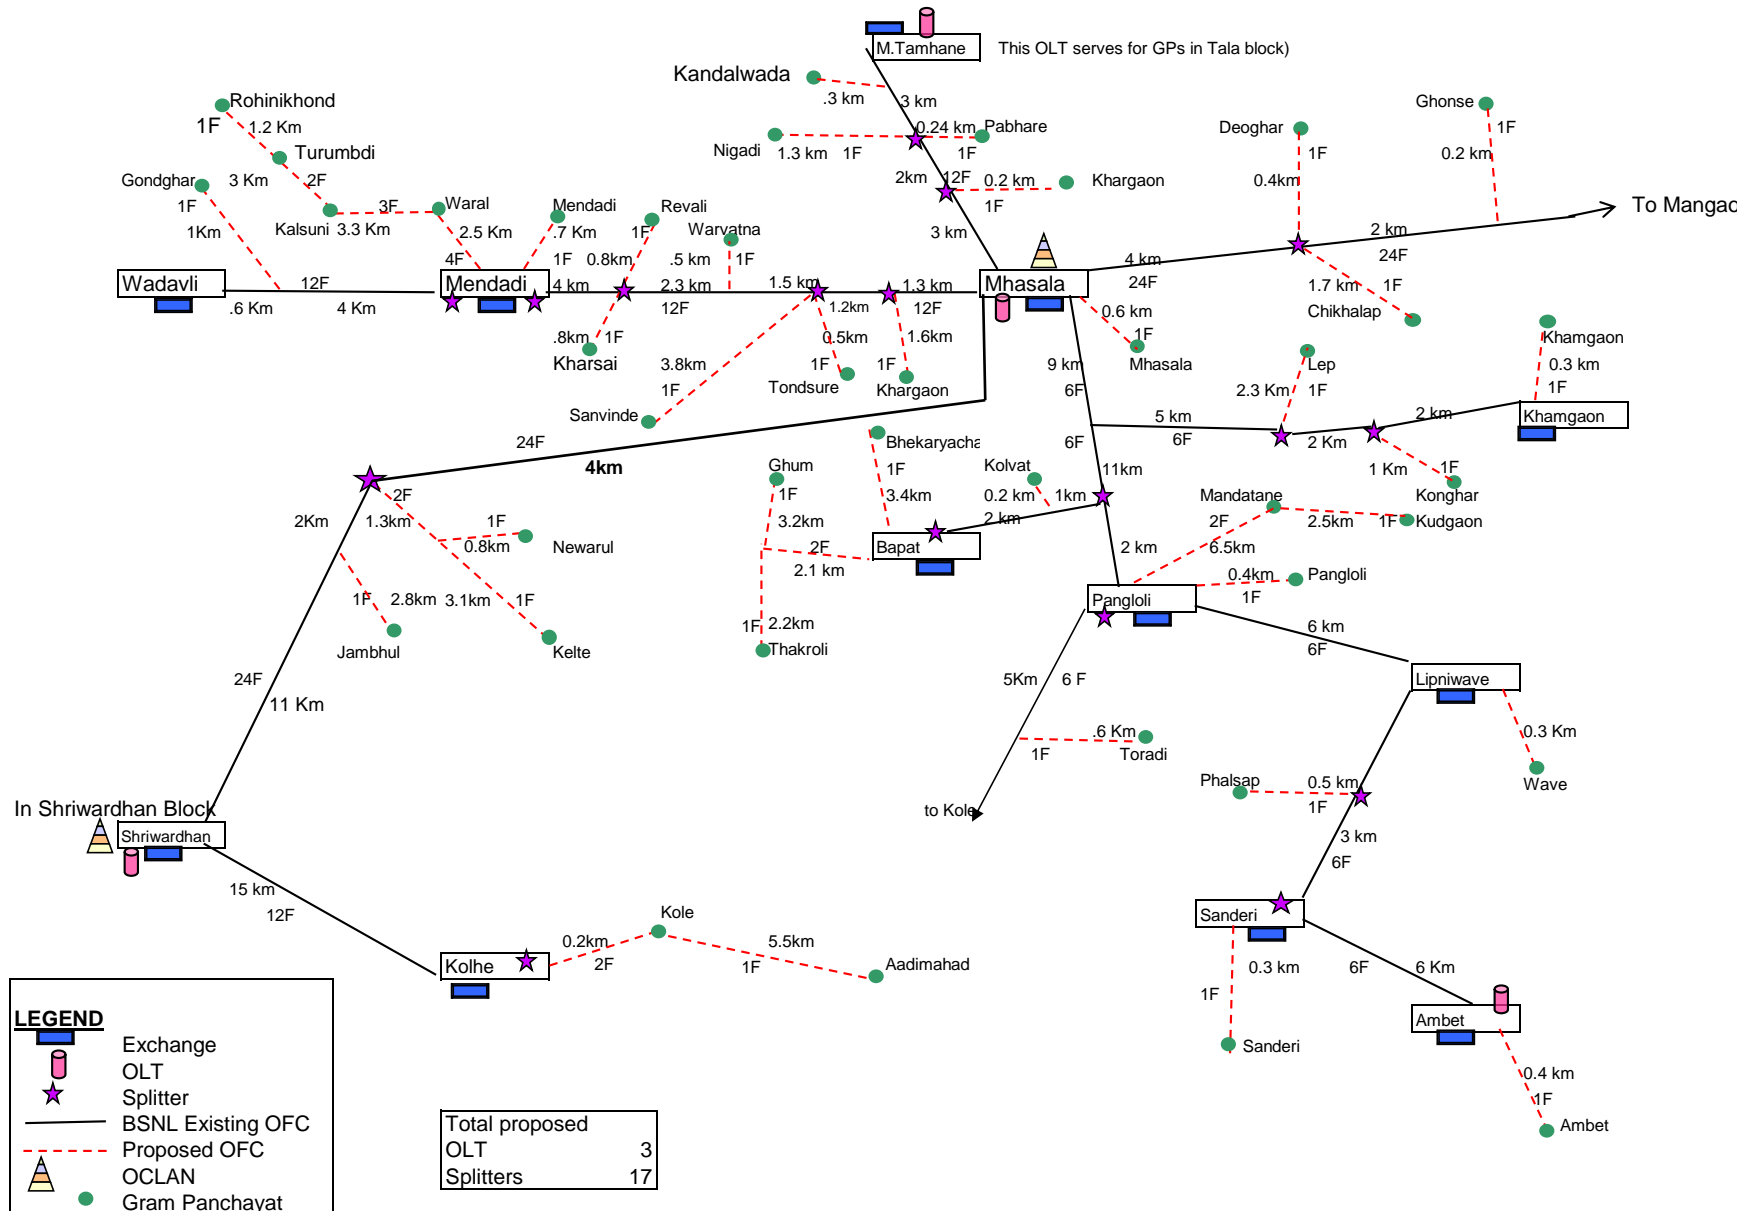 M.Tamhane
This OLT serves for GPs in Tala block)
Kandalwada
.3 km
3 km
Ghonse
1F
0.2 km
Rohinikhond
1F
1.2 Km
Turumbdi
3 Km
2F
Gondghar
1F
1Km
Kalsuni
3.3 Km
3F
Waral
2.5 Km
4F
Mendadi
.7 Km
1F
Revali
1F
0.8km
Warvatna
.5 km
1F
Nigadi
1.3 km
1F
0.24 km
Pabhare
1F
2km
12F
0.2 km
1F
Khargaon
3 km
Deoghar
1F
0.4km
2 km
24F
To Mangac
4 km
24F
1.7km
1F
Chikhalap
Wadavli
12F
.6 Km
4 Km
Mendadi
4 km
2.3 km
12F
1.5 km
1.2km
1.3 km
12F
Mhasala
0.6 km
1F
Mhasala
.8km
1F
Kharsai
3.8km
1F
Sanvinde
0.5km
1F
Tondsure
1.6km
1F
Khargaon
9 km
6F
Lep
2.3 Km
1F
Khamgaon
0.3 km
1F
Khamgaon
5 km
6F
2 Km
2 km
1 Km
1F
Konghar
24F
4km
Bhekaryacha
1F
3.4km
Ghum
1F
3.2km
2F
2.1 km
1F
2.2km
Thakroli
Kolvat
0.2 km
1km
2 km
Bapat
6F
11km
2 km
Mandatane
2F
6.5km
2.5km
1F
Kudgaon
0.4km
1F
Pangloli
Pangloli
2F
1.3km
2Km
1F
0.8km
Newarul
1F
2.8km
Jambhul
3.1km
1F
Kelte
24F
11 Km
6 km
6F
Lipniwave
0.3 Km
Wave
5Km
6 F
.6 Km
1F
Toradi
to Kole
Phalsap
0.5 km
1F
3 km
6F
In Shriwardhan Block
Shriwardhan
15 km
12F
Kolhe
0.2km
2F
Kole
5.5km
1F
Aadimahad
Sanderi
0.3 km
1F
Sanderi
6F
6 Km
Ambet
0.4 km
1F
Ambet
LEGEND
Exchange
OLT
Splitter
BSNL Existing OFC
Proposed OFC
OCLAN
Gram Panchayat
Total proposed
OLT 3
Splitters 17